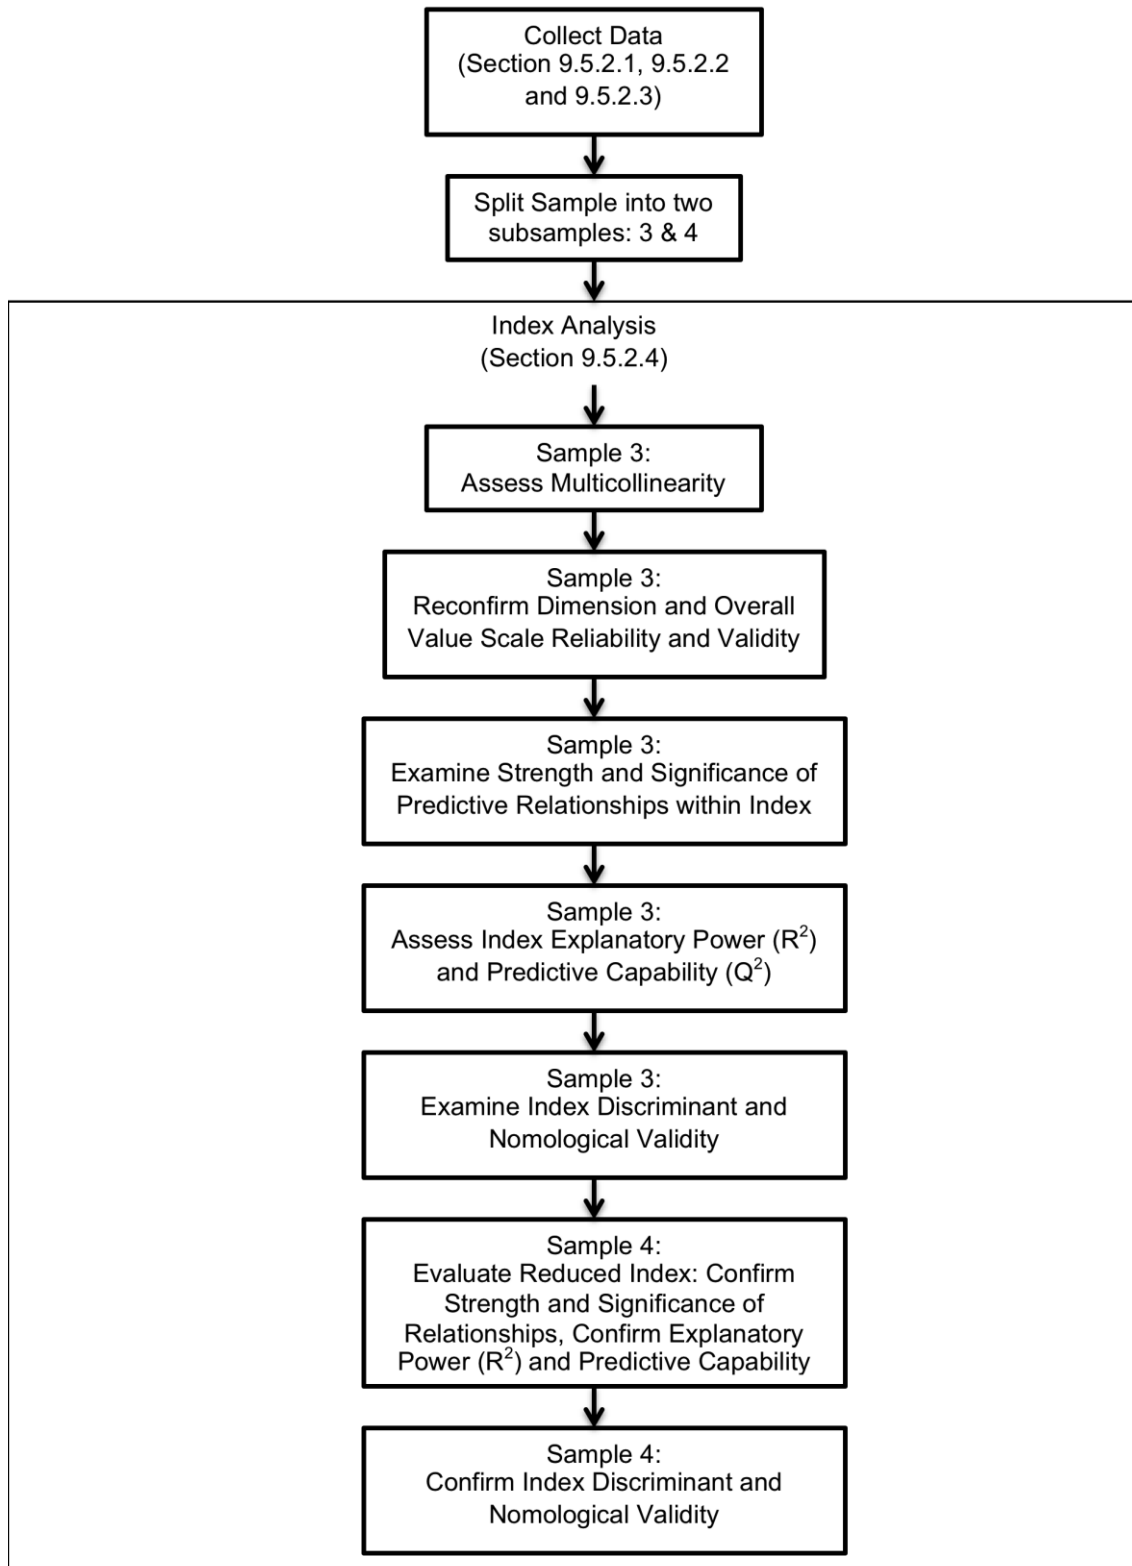 Collect Data
(Section 9.5.2.1, 9.5.2.2
and 9.5.2.3)
Split Sample into two
subsamples: 3 & 4
Index Analysis
(Section 9.5.2.4)
Sample 3:
Assess Multicollinearity
Sample 3:
Reconfirm Dimension and Overall
Value Scale Reliability and Validity
Sample 3:
Examine Strength and Significance of
Predictive Relationships within Index
Sample 3:
Assess Index Explanatory Power (R²)
and Predictive Capability (Q²)
Sample 3:
Examine Index Discriminant and
Nomological Validity
Sample 4:
Evaluate Reduced Index: Confirm
Strength and Significance of
Relationships, Confirm Explanatory
Power (R²) and Predictive Capability
Sample 4:
Confirm Index Discriminant and
Nomological Validity